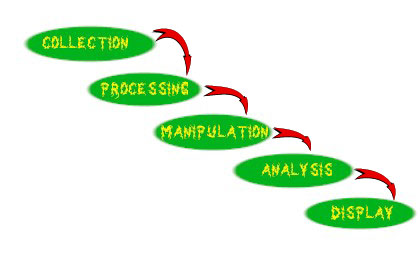 COLLECTION
PROCESSING
MANIPULATION
ANALYSIS
DISPLAY